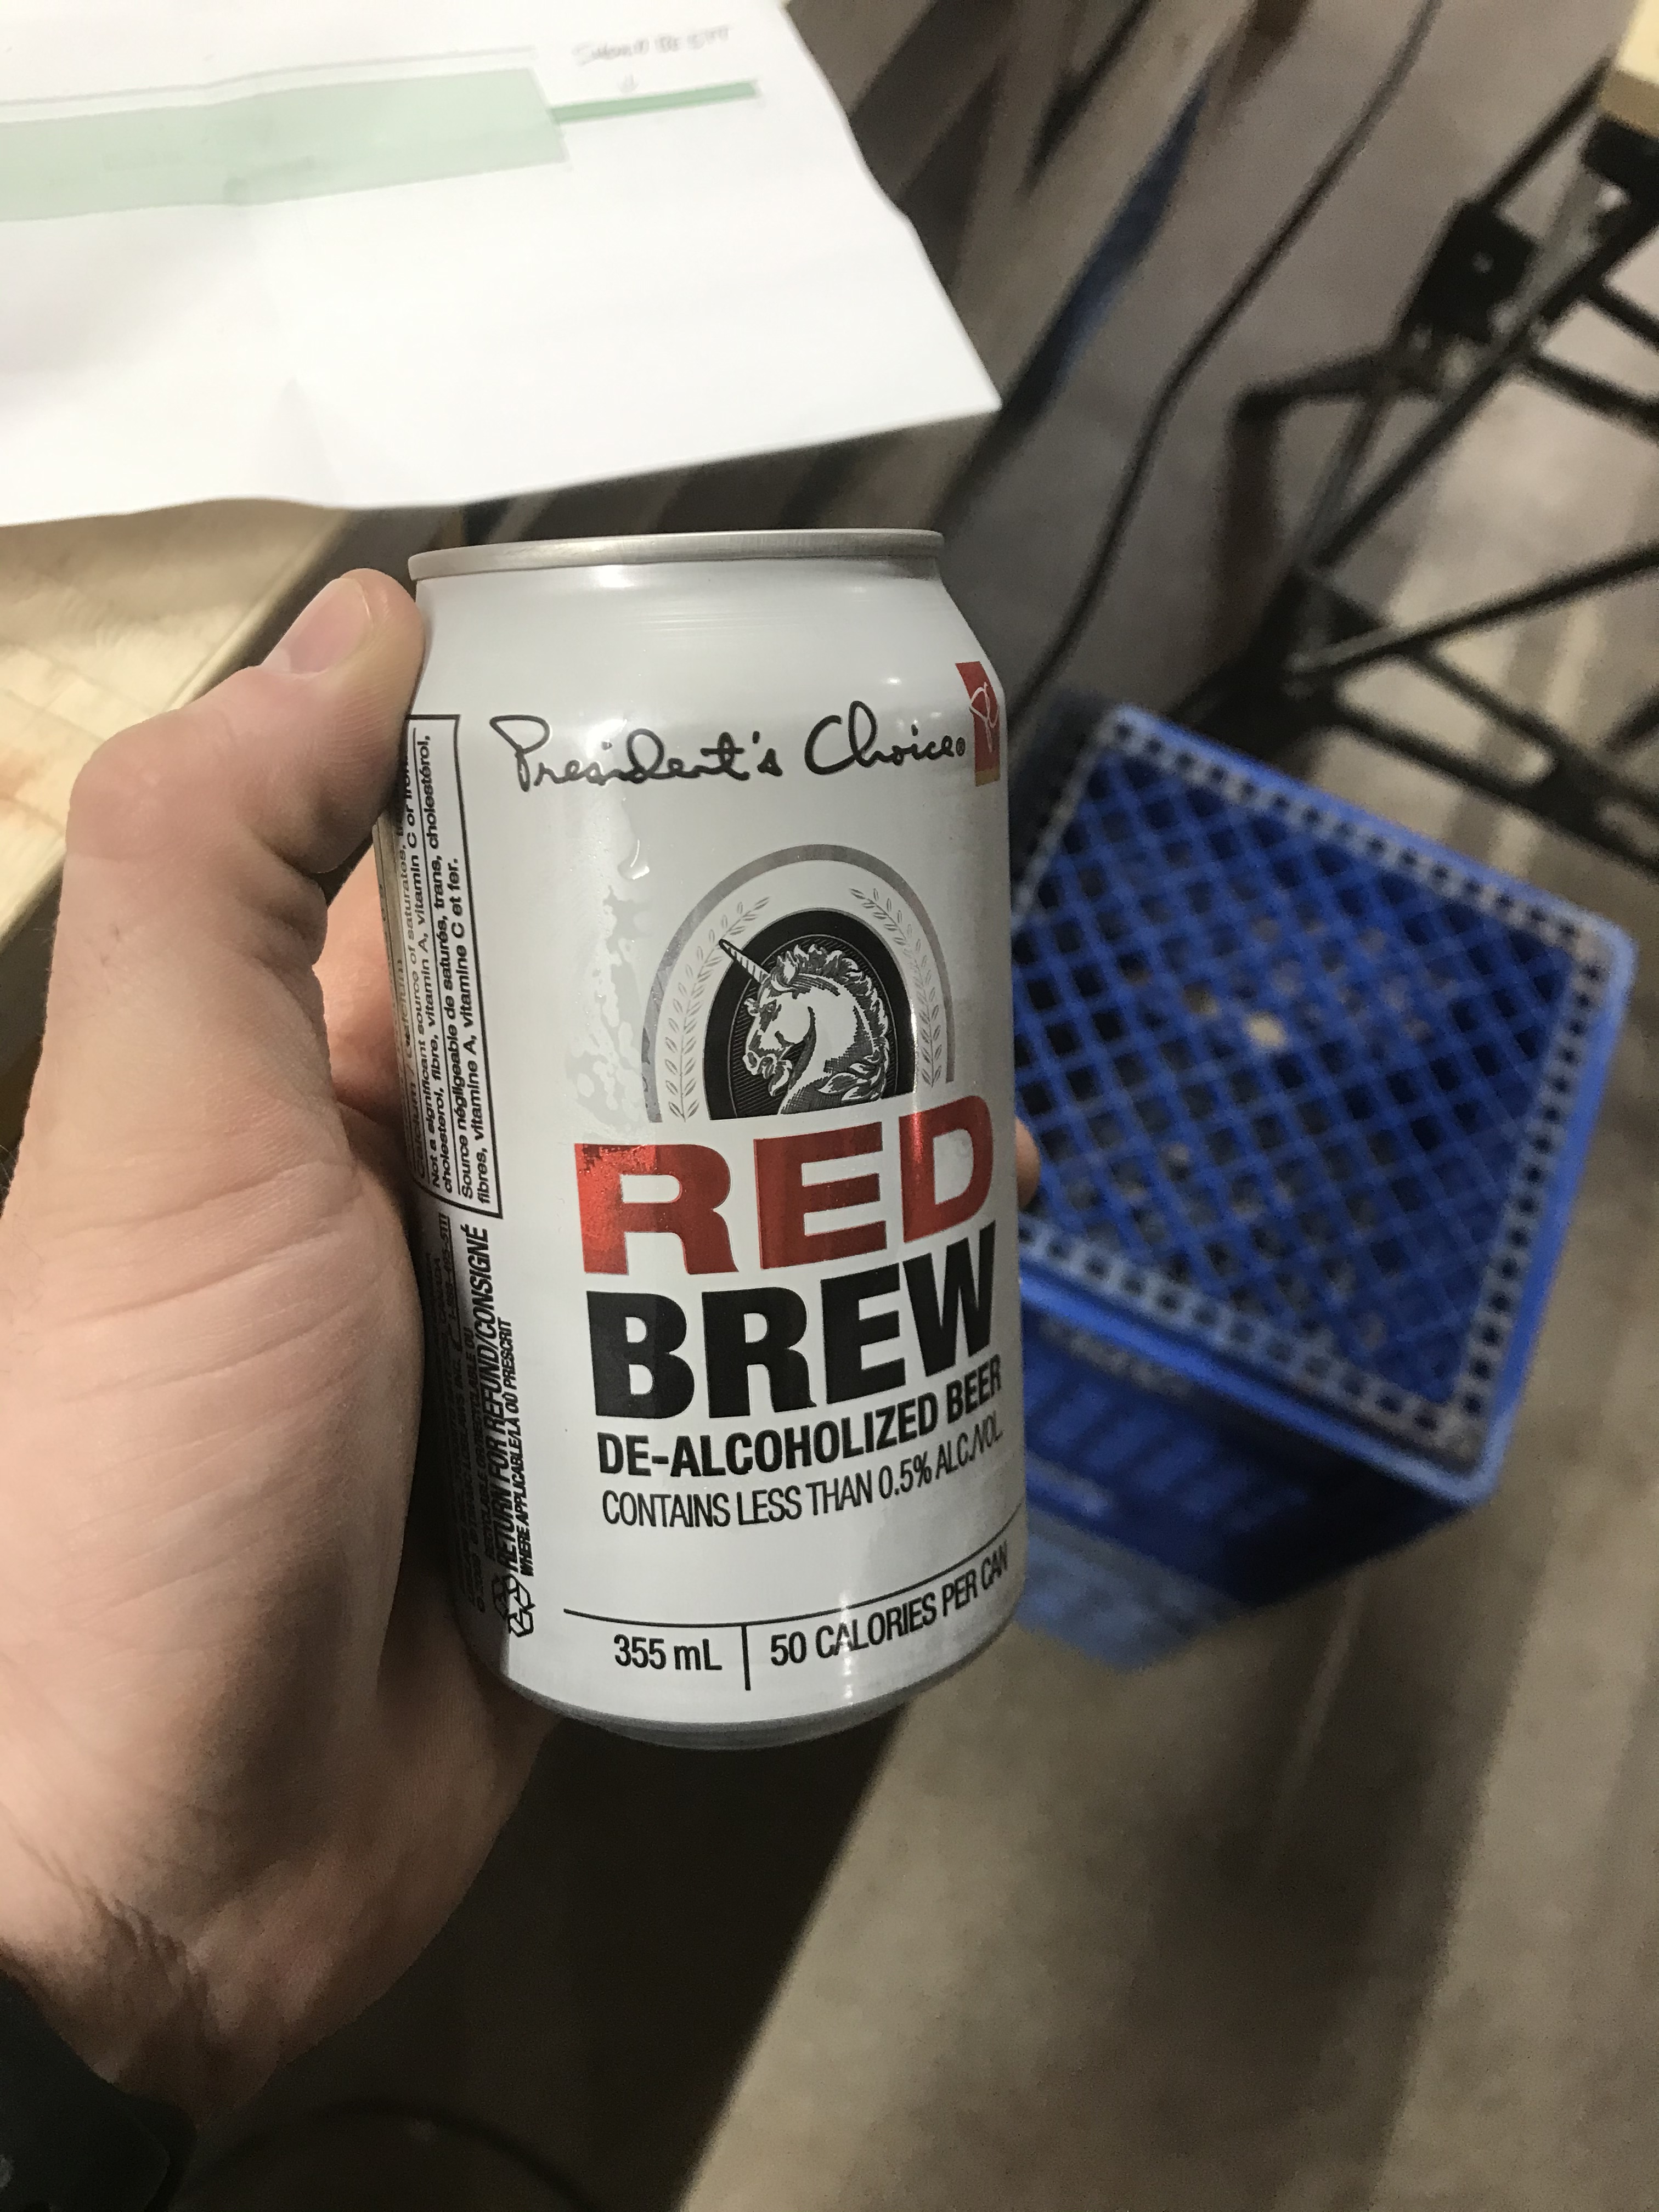 SHOULD BE
President's Choice®
RED
BREW
DE-ALCOHOLIZED BEER
CONTAINS LESS THAN 0.5% ALC./VOL.
355 mL
50 CALORIES PER CAN
Not a significant source of saturates,
cholesterol, fibre, vitamin A, vitamin C or iron.
Source négligeable de saturés, trans, cholestérol,
fibres, vitamine A, vitamine C et fer.
RETURN FOR REFUND/CONSIGNÉ
WHERE APPLICABLE/LÀ OÙ PRESCRIT